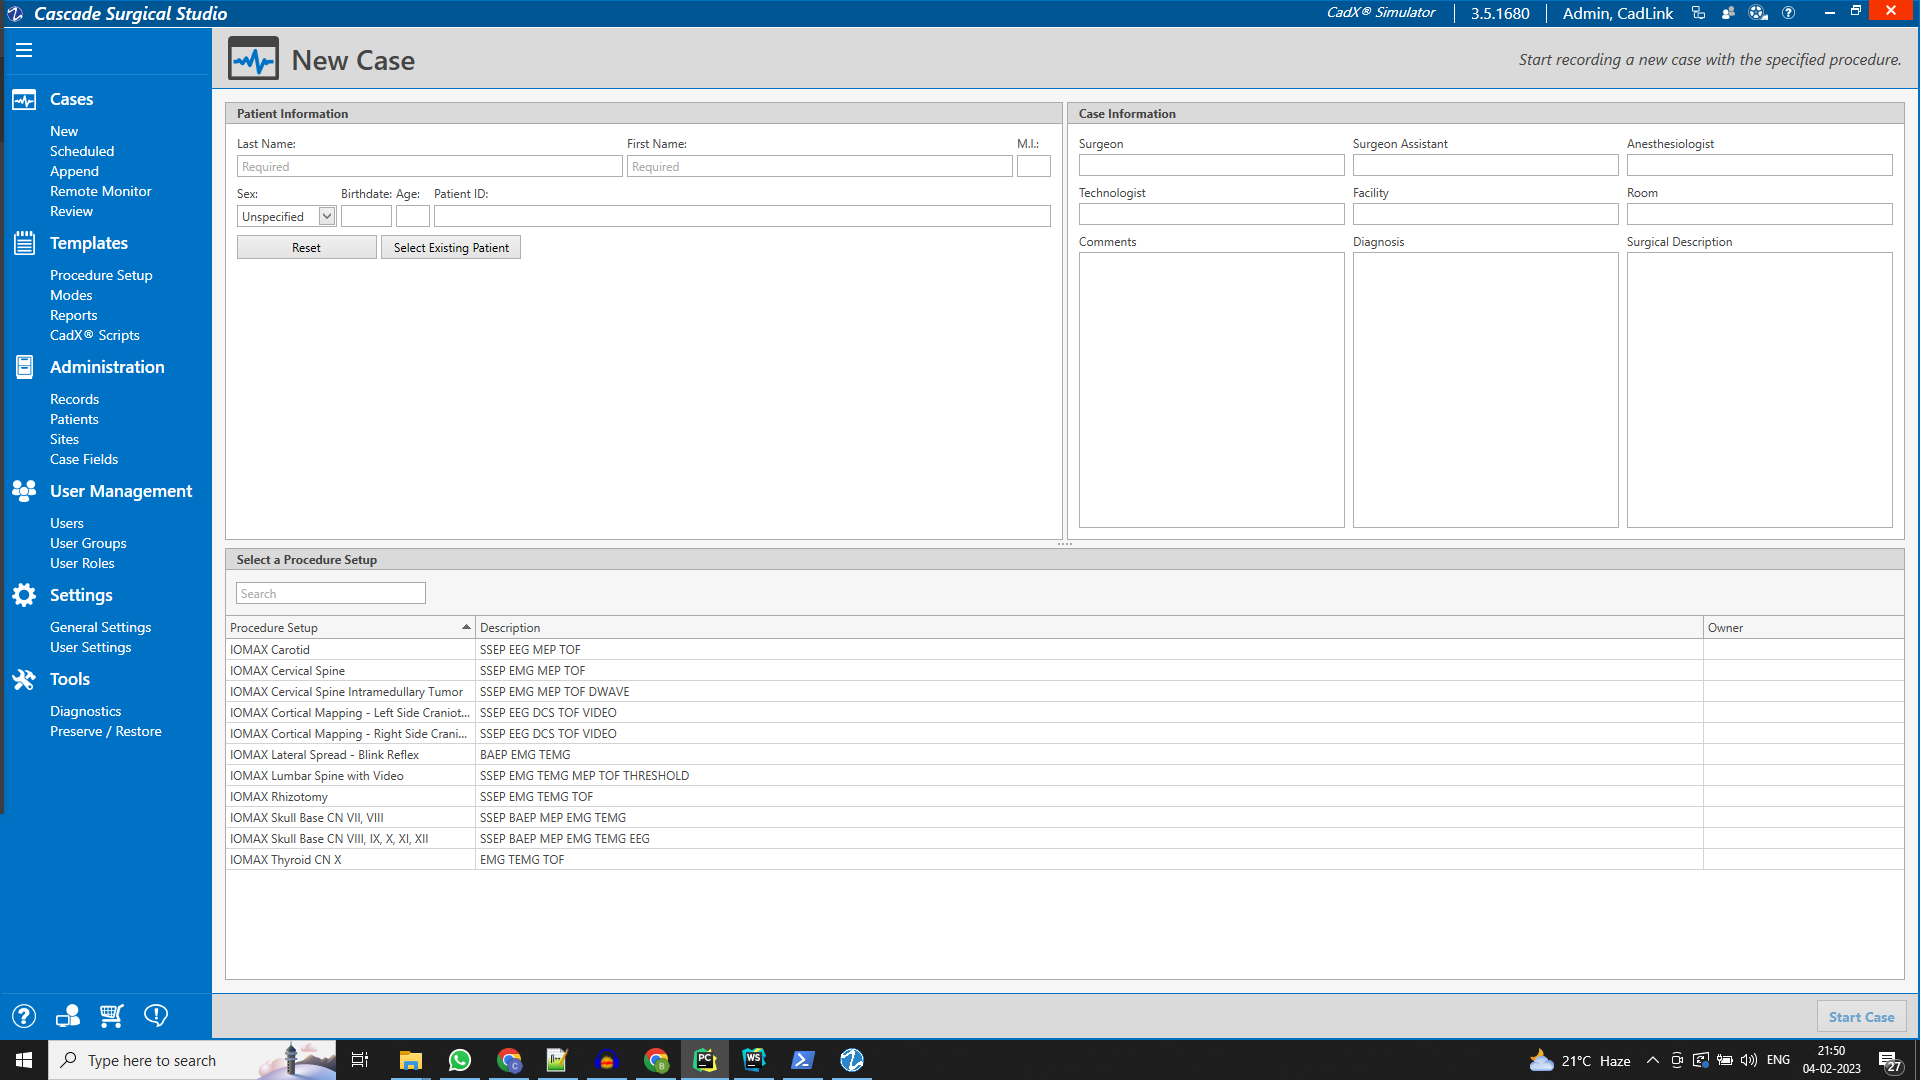 Cascade Surgical Studio
CadX® Simulator
3.5.1680
Admin, CadLink
New Case
Start recording a new case with the specified procedure.
Cases
New
Scheduled
Append
Remote Monitor
Review
Templates
Procedure Setup
Modes
Reports
CadX® Scripts
Administration
Records
Patients
Sites
Case Fields
User Management
Users
User Groups
User Roles
Settings
General Settings
User Settings
Tools
Diagnostics
Preserve / Restore
Patient Information
Last Name: First Name: M.I.:
Required Required
Sex: Birthdate: Age: Patient ID:
Unspecified
Reset Select Existing Patient
Case Information
Surgeon Surgeon Assistant Anesthesiologist
Technologist Facility Room
Comments Diagnosis Surgical Description
Select a Procedure Setup
Search
Procedure Setup Description Owner
IOMAX Carotid SSEP EEG MEP TOF
IOMAX Cervical Spine SSEP EMG MEP TOF
IOMAX Cervical Spine Intramedullary Tumor SSEP EMG MEP TOF DWAVE
IOMAX Cortical Mapping - Left Side Craniot... SSEP EEG DCS TOF VIDEO
IOMAX Cortical Mapping - Right Side Crani... SSEP EEG DCS TOF VIDEO
IOMAX Lateral Spread - Blink Reflex BAEP EMG TEMG
IOMAX Lumbar Spine with Video SSEP EMG TEMG MEP TOF THRESHOLD
IOMAX Rhizotomy SSEP EMG TEMG TOF
IOMAX Skull Base CN VII, VIII SSEP BAEP MEP EMG TEMG
IOMAX Skull Base CN VIII, IX, X, XI, XII SSEP BAEP MEP EMG TEMG EEG
IOMAX Thyroid CN X EMG TEMG TOF
Start Case
Type here to search
PC
WS
21°C Haze
ENG
21:50
04-02-2023
27